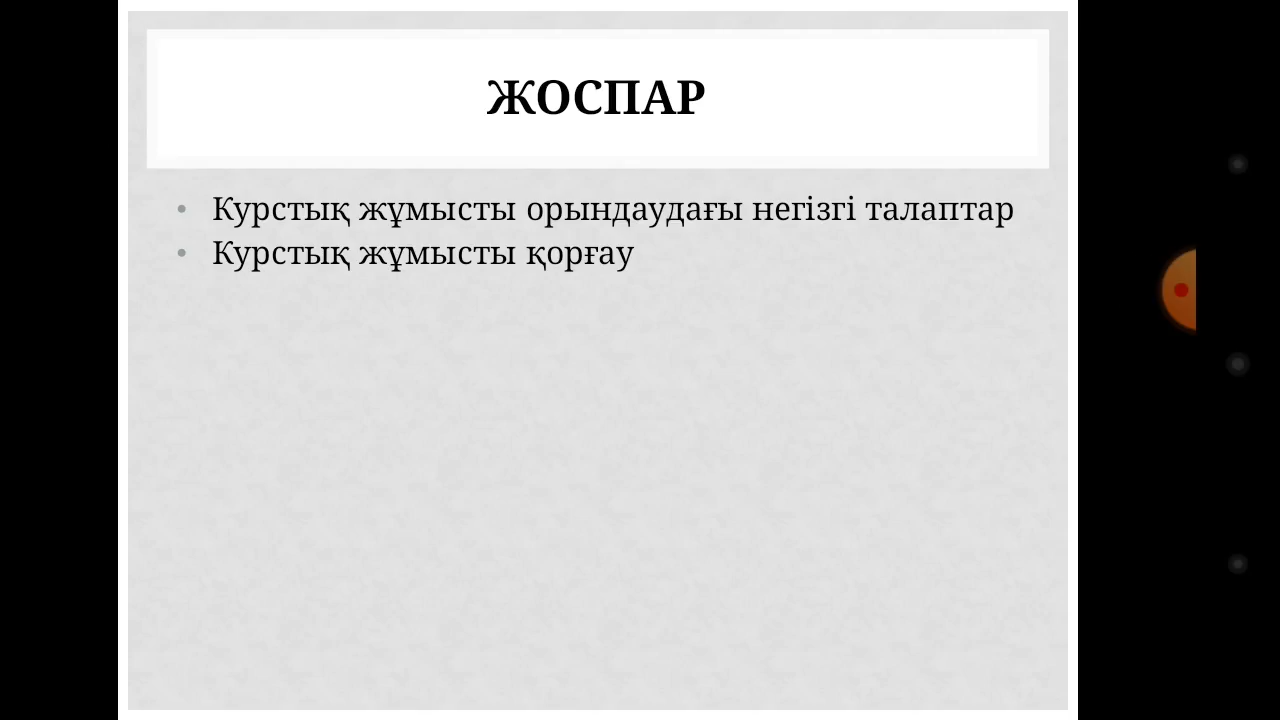 ЖОСПАР
Курстық жұмысты орындаудағы негізгі талаптар
Курстық жұмысты қорғау